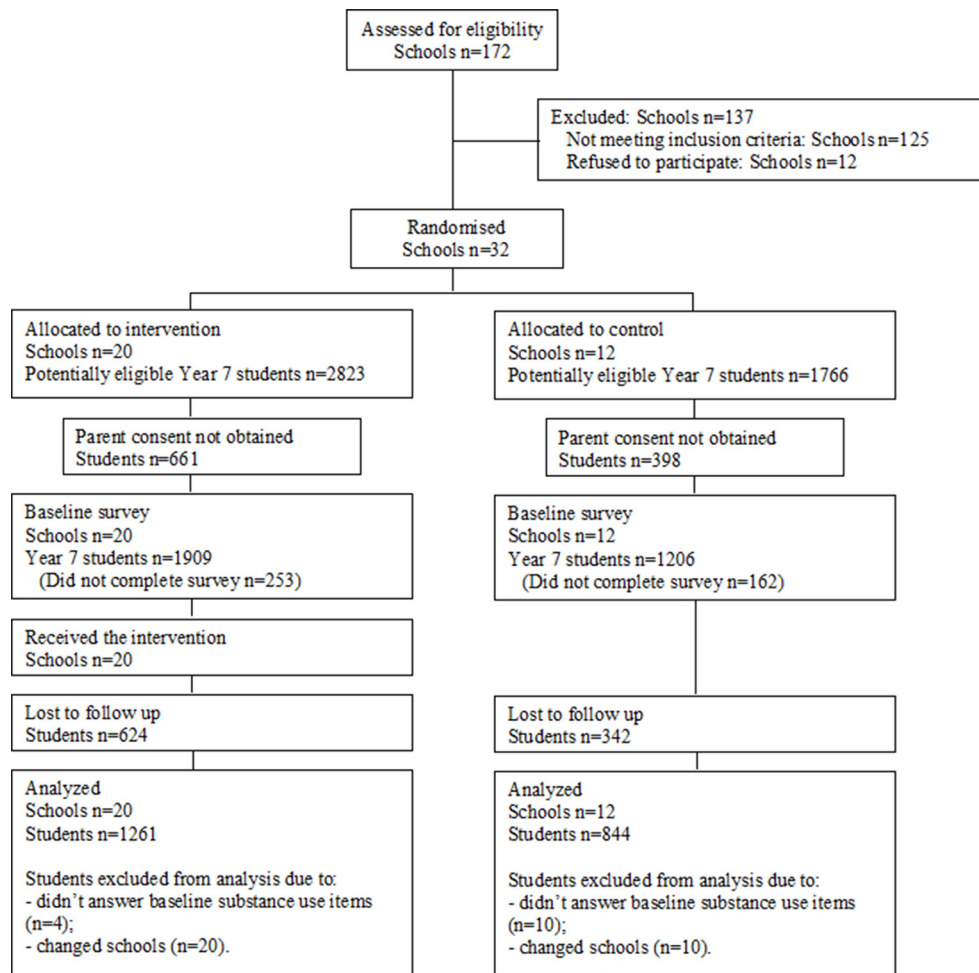 Assessed for eligibility
Schools n=172
Excluded: Schools n=137
Not meeting inclusion criteria: Schools n=125
Refused to participate: Schools n=12
Randomised
Schools n=32
Allocated to intervention
Schools n=20
Potentially eligible Year 7 students n=2823
Allocated to control
Schools n=12
Potentially eligible Year 7 students n=1766
Parent consent not obtained
Students n=661
Parent consent not obtained
Students n=398
Baseline survey
Schools n=20
Year 7 students n=1909
(Did not complete survey n=253)
Baseline survey
Schools n=12
Year 7 students n=1206
(Did not complete survey n=162)
Received the intervention
Schools n=20
Lost to follow up
Students n=624
Lost to follow up
Students n=342
Analyzed
Schools n=20
Students n=1261
Students excluded from analysis due to:
- didn't answer baseline substance use items
(n=4);
- changed schools (n=20).
Analyzed
Schools n=12
Students n=844
Students excluded from analysis due to:
- didn't answer baseline substance use items
(n=10);
- changed schools (n=10).